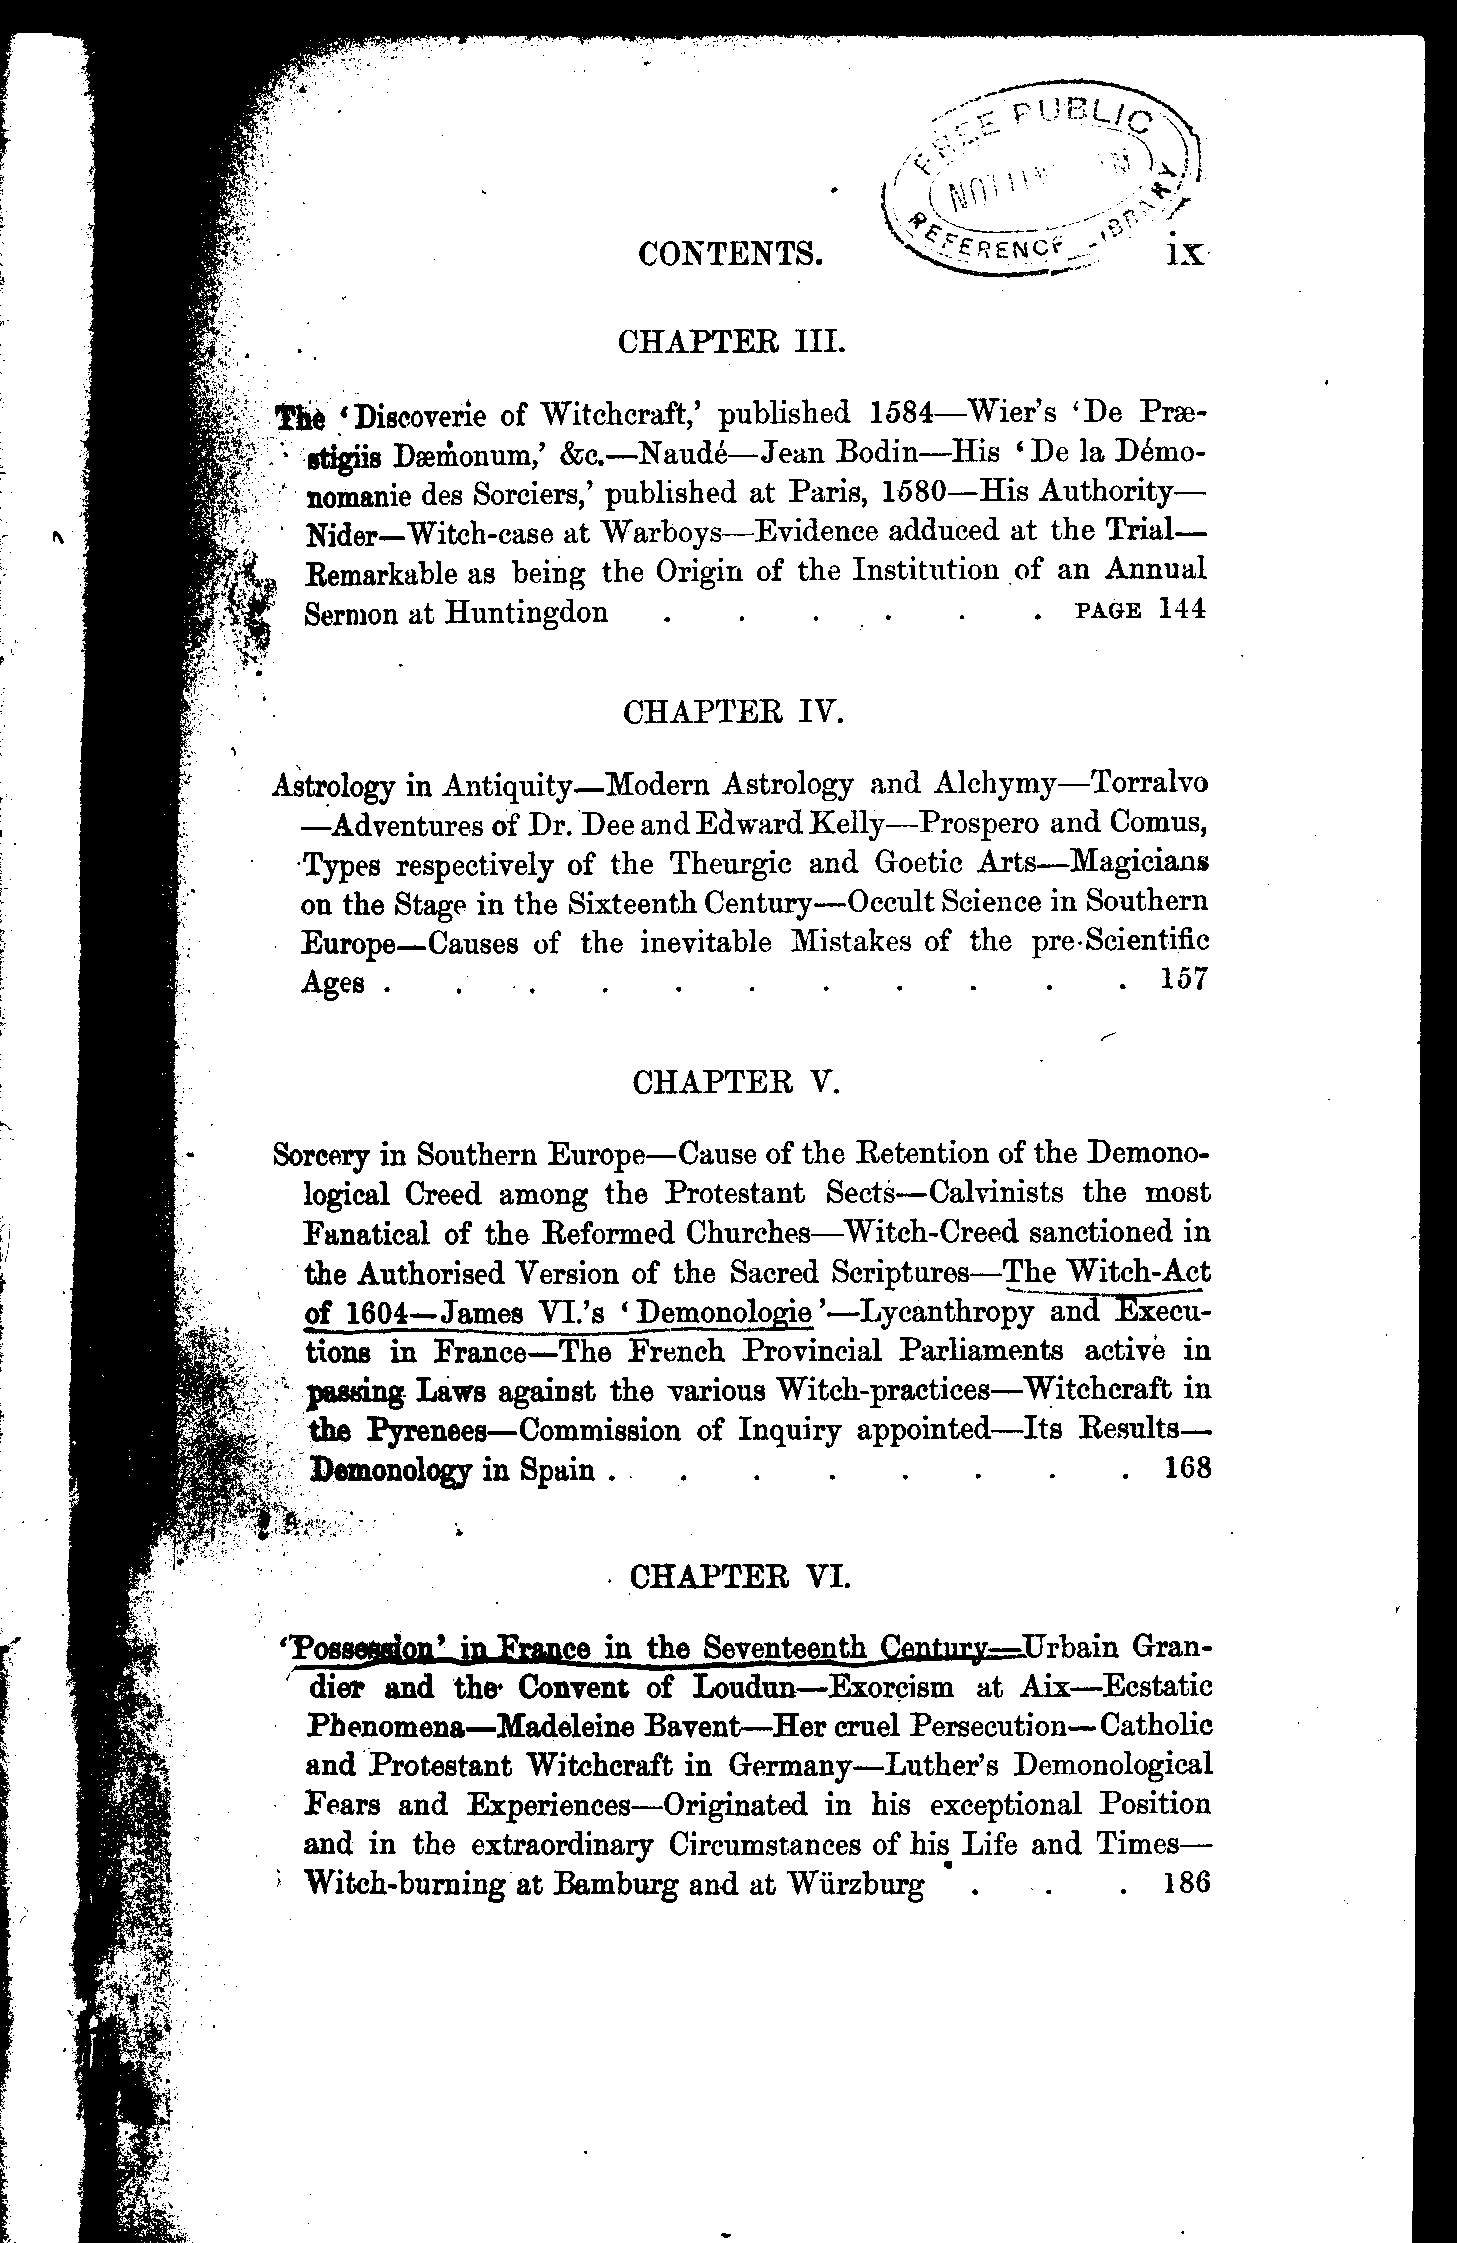 FREE PUBLIC
REFERENCE LIBRARY
CONTENTS. ix
CHAPTER III.
The ‘Discoverie of Witchcraft,’ published 1584—Wier’s ‘De Præ-
stigiis Dæmonum,’ &c.—Naudé—Jean Bodin—His ‘De la Démo-
nomanie des Sorciers,’ published at Paris, 1580—His Authority—
Nider—Witch-case at Warboys—Evidence adduced at the Trial—
Remarkable as being the Origin of the Institution of an Annual
Sermon at Huntingdon . . . . . . PAGE 144
CHAPTER IV.
Astrology in Antiquity—Modern Astrology and Alchymy—Torralvo
—Adventures of Dr. Dee and Edward Kelly—Prospero and Comus,
Types respectively of the Theurgic and Goetic Arts—Magicians
on the Stage in the Sixteenth Century—Occult Science in Southern
Europe—Causes of the inevitable Mistakes of the pre-Scientific
Ages . . . . . . . . . . . 157
CHAPTER V.
Sorcery in Southern Europe—Cause of the Retention of the Demono-
logical Creed among the Protestant Sects—Calvinists the most
Fanatical of the Reformed Churches—Witch-Creed sanctioned in
the Authorised Version of the Sacred Scriptures—The Witch-Act
of 1604—James VI.’s ‘Demonologie’—Lycanthropy and Execu-
tions in France—The French Provincial Parliaments active in
passing Laws against the various Witch-practices—Witchcraft in
the Pyrenees—Commission of Inquiry appointed—Its Results—
Demonology in Spain . . . . . . . . 168
CHAPTER VI.
‘Possession’ in France in the Seventeenth Century—Urbain Gran-
dier and the Convent of Loudun—Exorcism at Aix—Ecstatic
Phenomena—Madeleine Bavent—Her cruel Persecution—Catholic
and Protestant Witchcraft in Germany—Luther’s Demonological
Fears and Experiences—Originated in his exceptional Position
and in the extraordinary Circumstances of his Life and Times—
Witch-burning at Bamburg and at Würzburg . . . 186